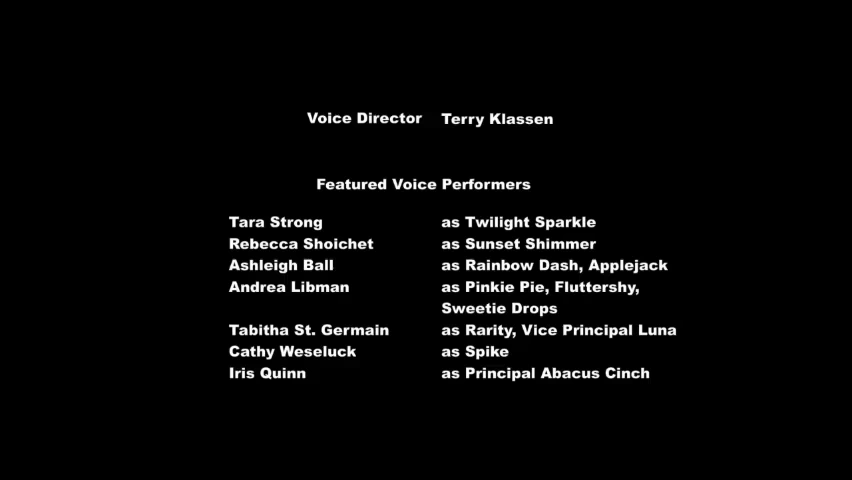 Voice Director Terry Klassen
Featured Voice Performers
Tara Strong as Twilight Sparkle
Rebecca Shoichet as Sunset Shimmer
Ashleigh Ball as Rainbow Dash, Applejack
Andrea Libman as Pinkie Pie, Fluttershy,
Sweetie Drops
Tabitha St. Germain as Rarity, Vice Principal Luna
Cathy Weseluck as Spike
Iris Quinn as Principal Abacus Cinch